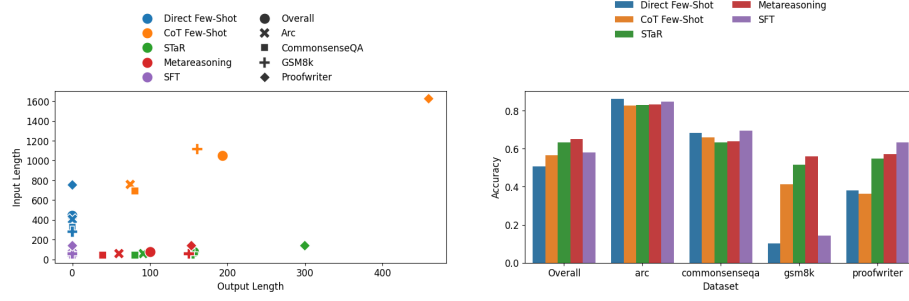 Direct Few-Shot
CoT Few-Shot
STaR
Metareasoning
SFT
Overall
Arc
CommonsenseQA
GSM8k
Proofwriter
1600
1400
1200
1000
800
600
400
200
0
Input Length
0 100 200 300 400
Output Length
Direct Few-Shot
CoT Few-Shot
STaR
Metareasoning
SFT
0.8
0.6
0.4
0.2
0.0
Accuracy
Overall arc commonsenseqa gsm8k proofwriter
Dataset